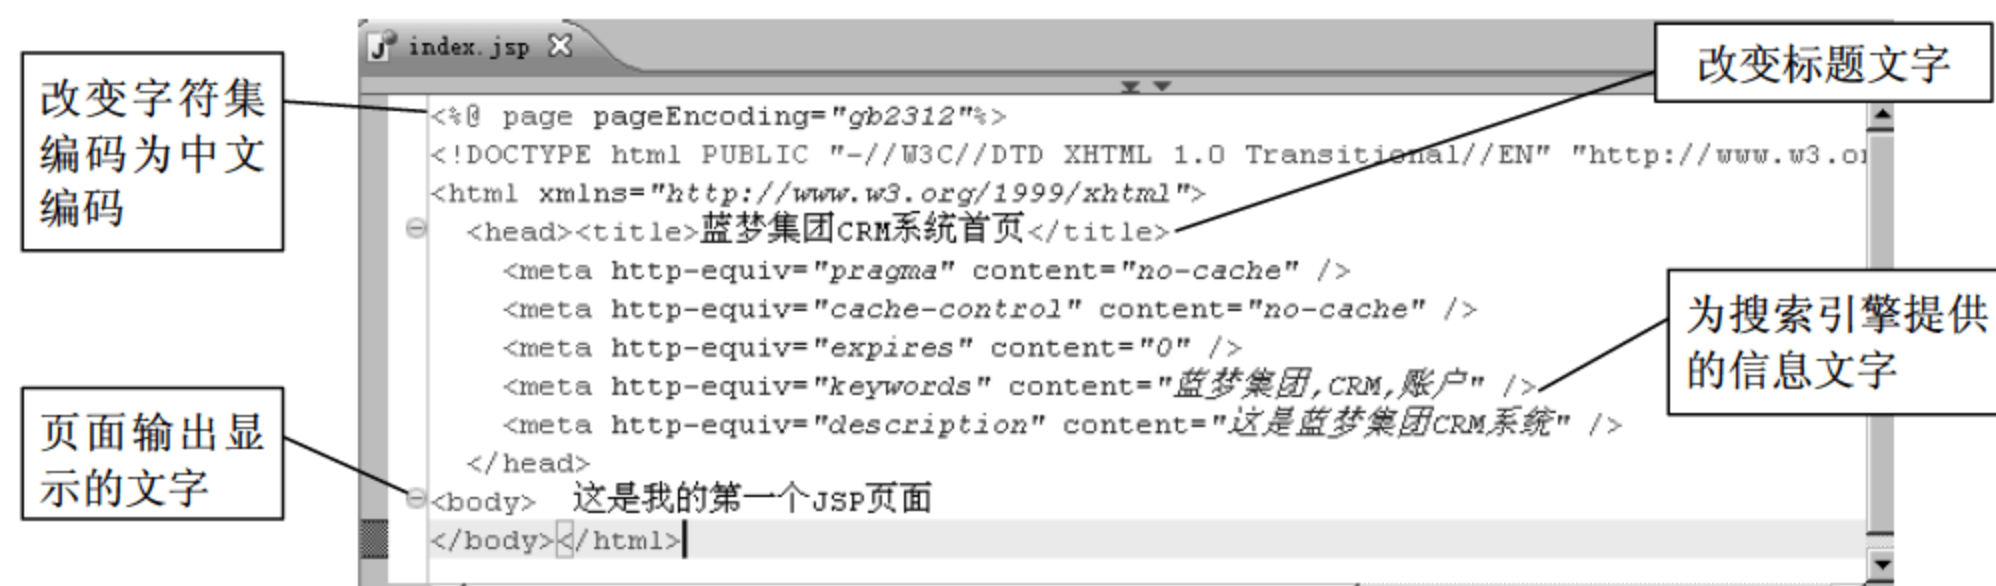 index.jsp
改变标题文字
改变字符集
编码为中文
编码
<%@ page pageEncoding="gb2312"%>
<!DOCTYPE html PUBLIC "-//W3C//DTD XHTML 1.0 Transitional//EN" "http://www.w3.or
<html xmlns="http://www.w3.org/1999/xhtml">
<head><title>蓝梦集团CRM系统首页</title>
<meta http-equiv="pragma" content="no-cache" />
<meta http-equiv="cache-control" content="no-cache" />
<meta http-equiv="expires" content="0" />
<meta http-equiv="keywords" content="蓝梦集团,CRM,账户" />
<meta http-equiv="description" content="这是蓝梦集团CRM系统" />
</head>
<body> 这是我的第一个JSP页面
</body></html>
为搜索引擎提供
的信息文字
页面输出显
示的文字